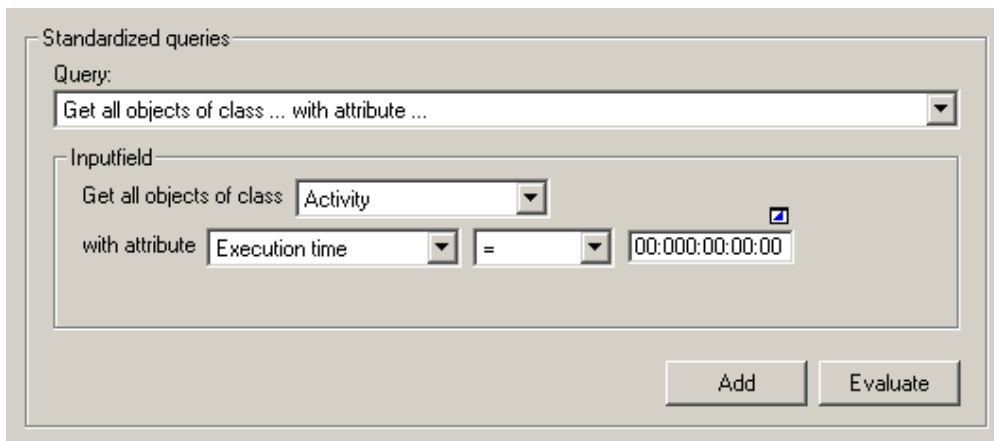 Standardized queries
Query:
Get all objects of class ... with attribute ...
Inputfield
Get all objects of class Activity
with attribute Execution time = 00:000:00:00:00
Add Evaluate